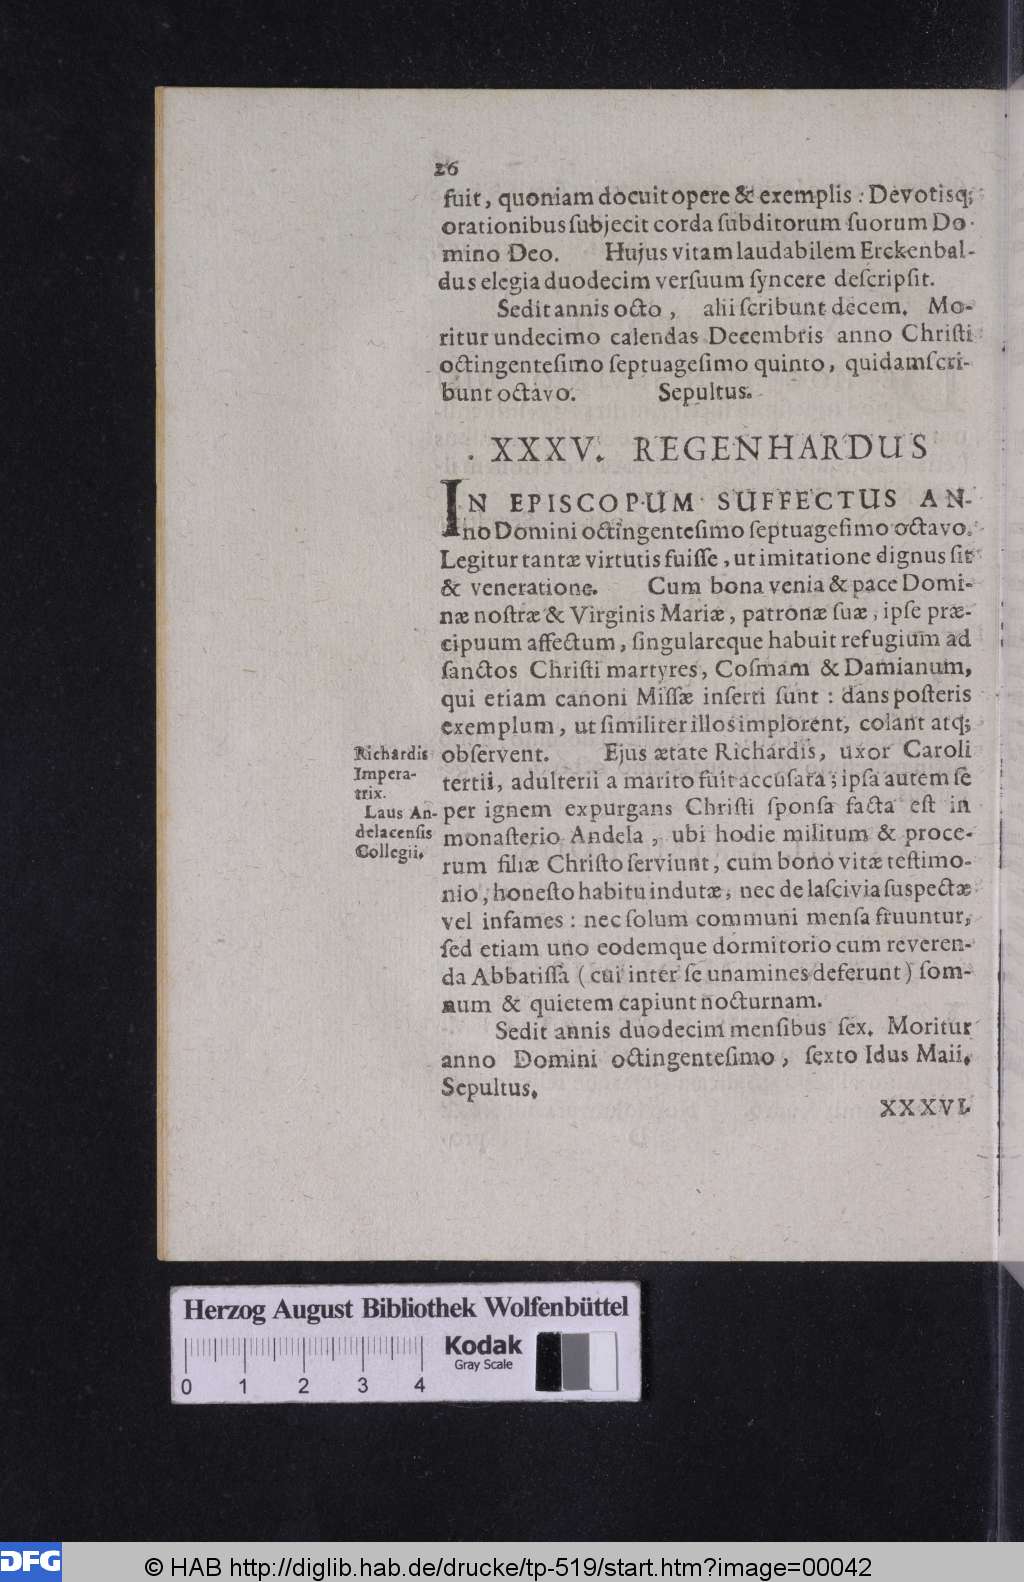 26
fuit, quoniam docuit opere & exemplis : Devotisq;
orationibus ſubjecit corda ſubditorum ſuorum Do-
mino Deo. Hujus vitam laudabilem Erckenbal-
dus elegia duodecim verſuum ſyncere deſcripſit.
Sedit annis octo , alii ſcribunt decem. Mo-
ritur undecimo calendas Decembris anno Chriſti
octingenteſimo ſeptuageſimo quinto, quidam ſcri-
bunt octavo. Sepultus.
XXXV. REGENHARDUS
IN EPISCOPUM SUFFECTUS AN-
no Domini octingenteſimo ſeptuageſimo octavo.
Legitur tantæ virtutis fuiſſe , ut imitatione dignus ſit
& veneratione. Cum bona venia & pace Domi-
næ noſtræ & Virginis Mariæ , patronæ ſuæ , ipſe præ-
cipuum affectum , ſingulareque habuit refugium ad
ſanctos Chriſti martyres, Coſmam & Damianum,
qui etiam canoni Miſſæ inſerti ſunt : dans poſteris
exemplum , ut ſimiliter illos implorent, colant atq;
obſervent. Ejus ætate Richardis, uxor Caroli
tertii, adulterii a marito fuit accuſata ; ipſa autem ſe
per ignem expurgans Chriſti ſponſa facta eſt in
monaſterio Andela , ubi hodie militum & proce-
rum filiæ Chriſto ſerviunt, cum bono vitæ teſtimo-
nio, honeſto habitu indutæ, nec de laſcivia ſuſpectæ
vel infames : nec ſolum communi menſa fruuntur,
ſed etiam uno eodemque dormitorio cum reveren-
da Abbatiſſa ( cui inter ſe unamines deferunt ) ſom-
num & quietem capiunt nocturnam.
Sedit annis duodecim menſibus ſex. Moritur
anno Domini octingenteſimo , ſexto Idus Maii.
Sepultus.
XXXVI.
Richardis
Impera-
trix.
Laus An-
delacenſis
Collegii.
Herzog August Bibliothek Wolfenbüttel
Kodak
Gray Scale
0 1 2 3 4
DFG
© HAB http://diglib.hab.de/drucke/tp-519/start.htm?image=00042